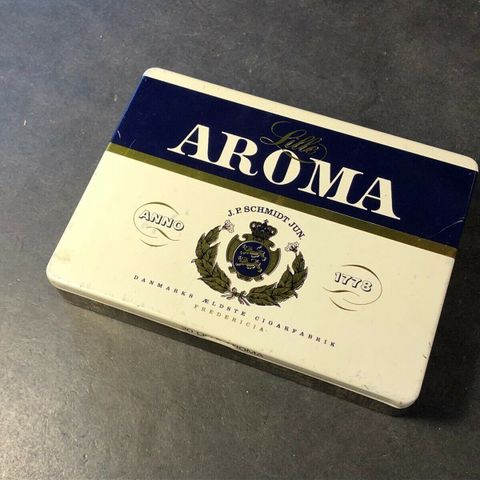 Lille
AROMA
J. P. SCHMIDT JUN.
ANNO
1778
DANMARKS ÆLDSTE CIGARFABRIK
FREDERICIA